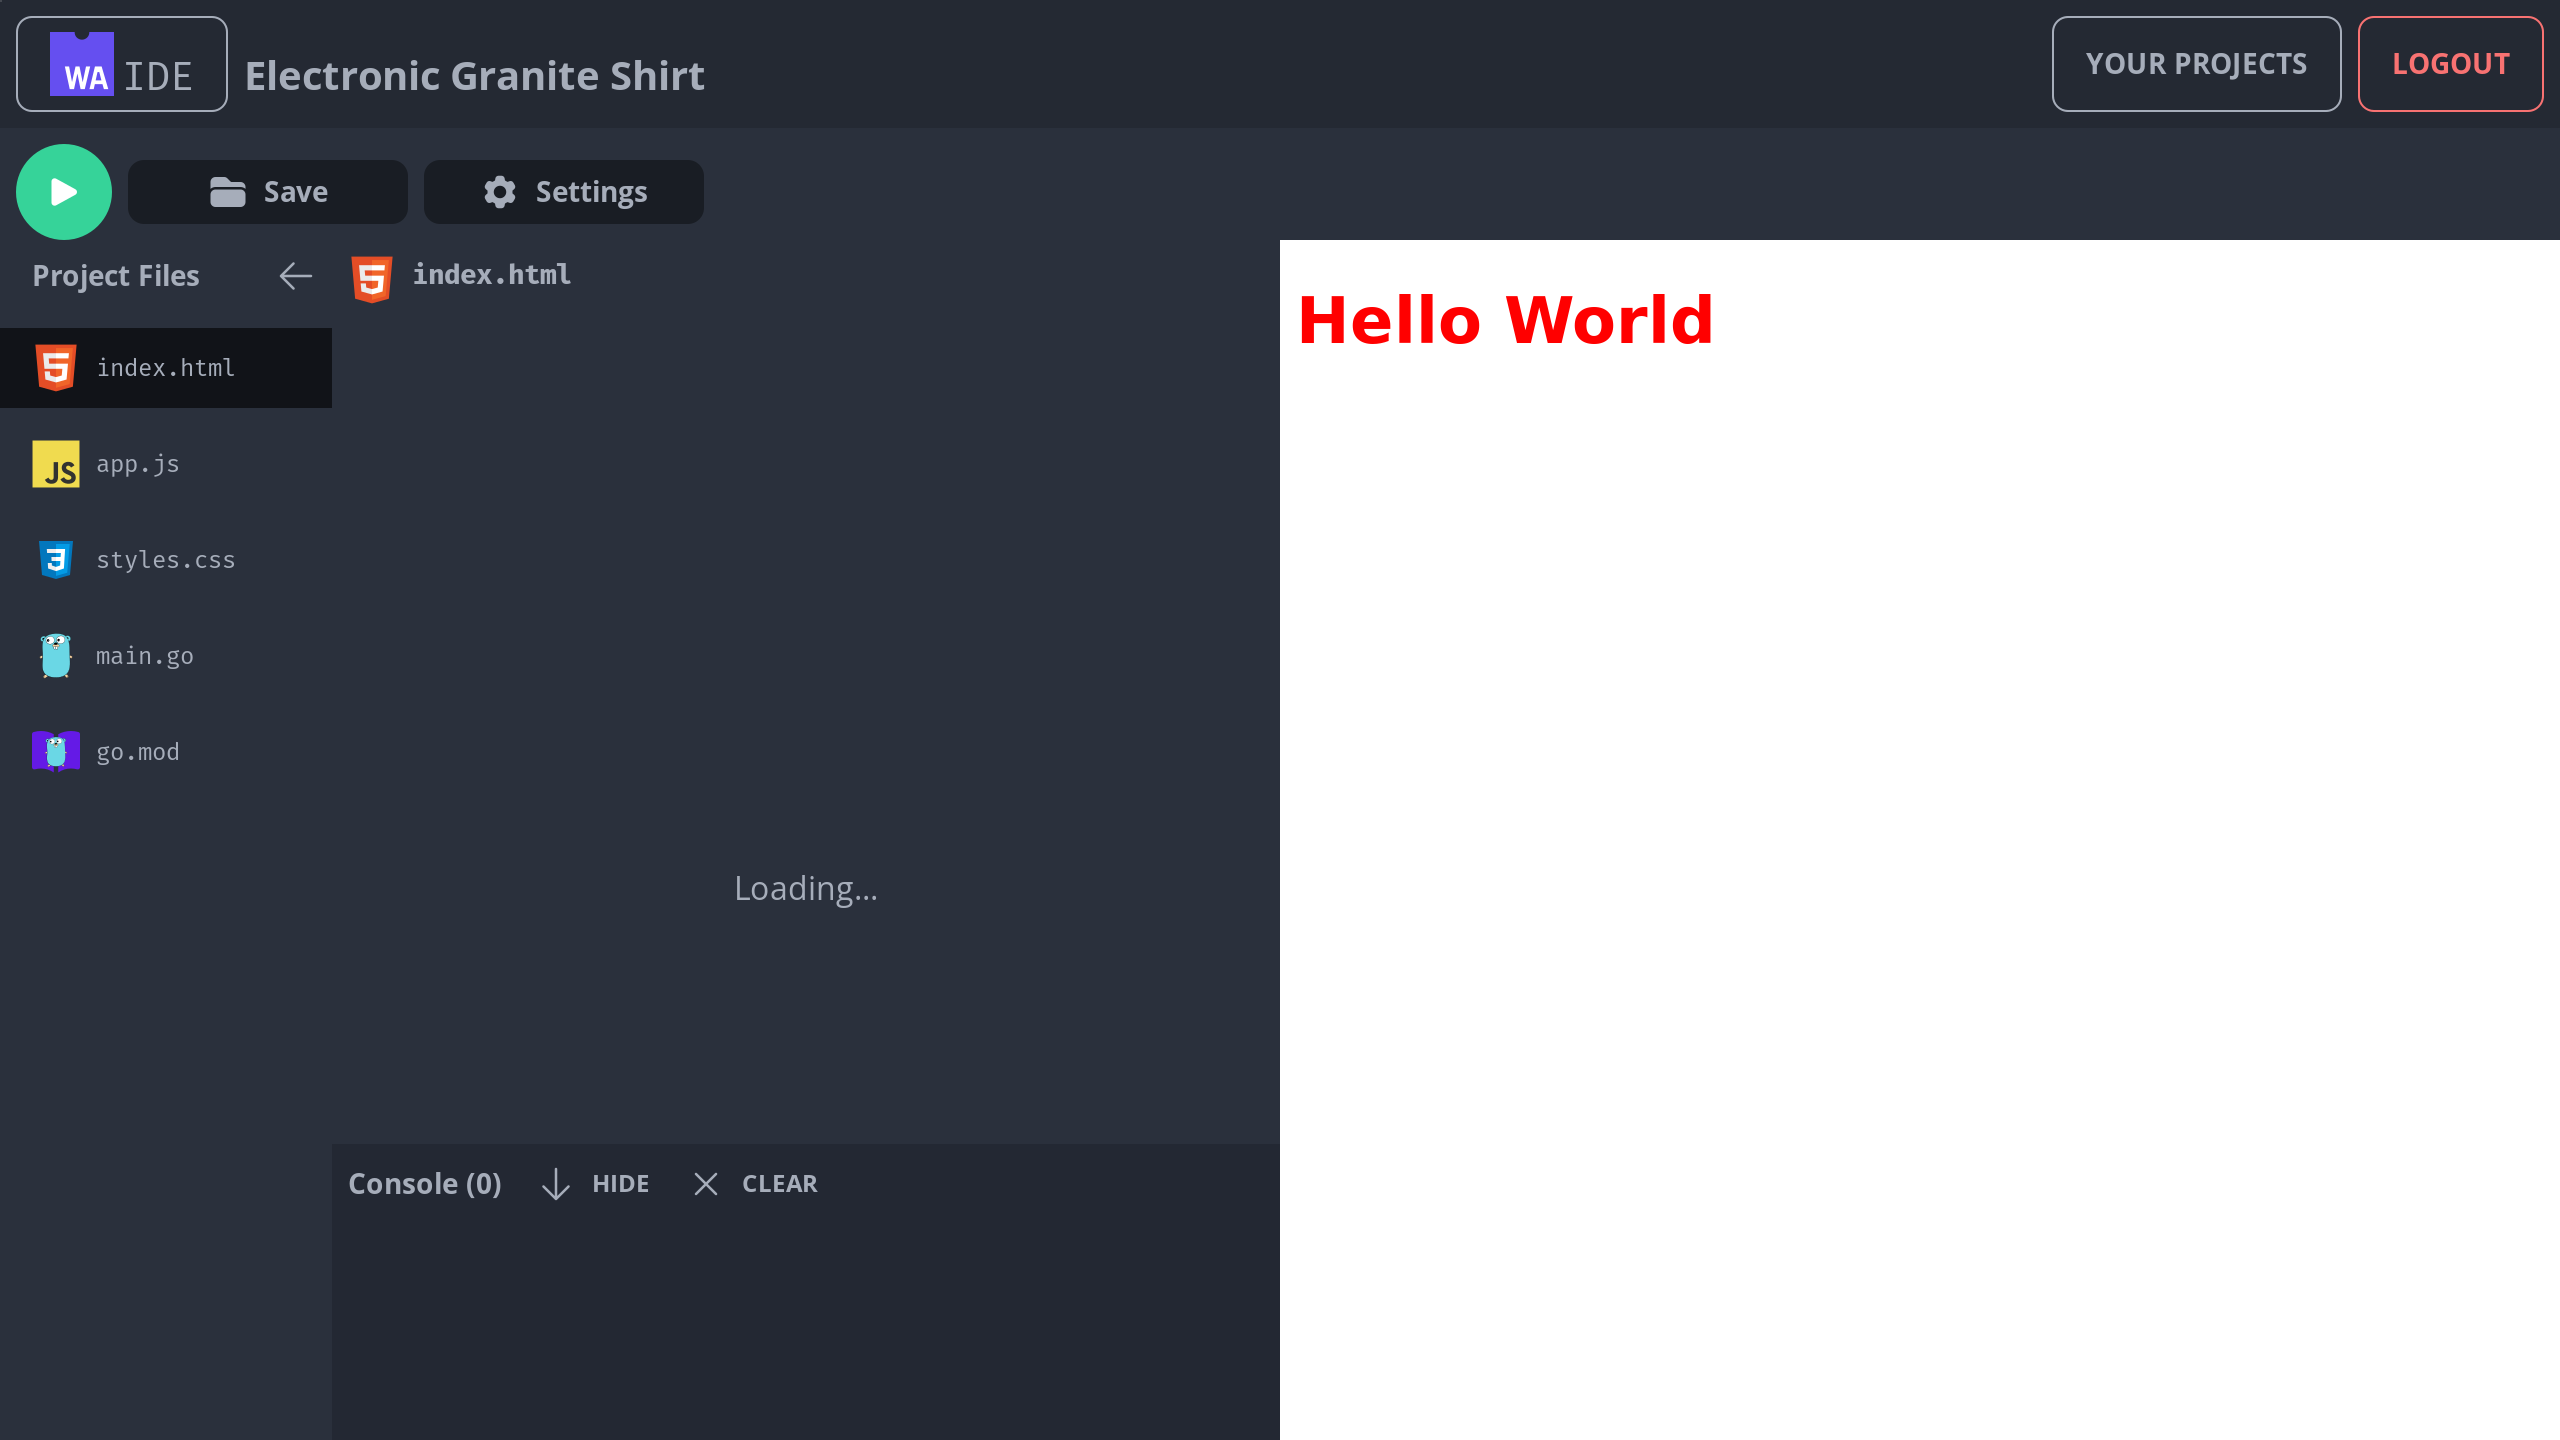 WA IDE
Electronic Granite Shirt
YOUR PROJECTS
LOGOUT
Save
Settings
Project Files
index.html
app.js
JS
styles.css
main.go
go.mod
index.html
Loading...
Console (0)
HIDE
CLEAR
Hello World